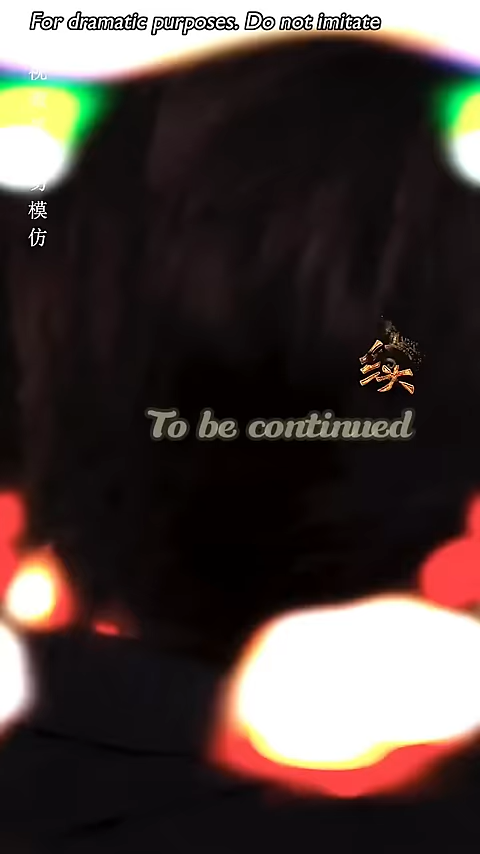 For dramatic purposes. Do not imitate
模仿
续
To be continued